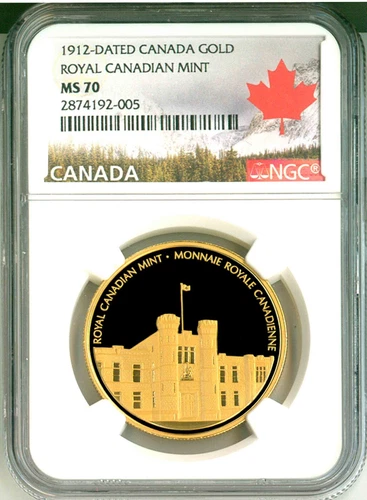 1912-DATED CANADA GOLD
ROYAL CANADIAN MINT
MS 70
2874192-005
CANADA
NGC®
ROYAL CANADIAN MINT • MONNAIE ROYALE CANADIENNE